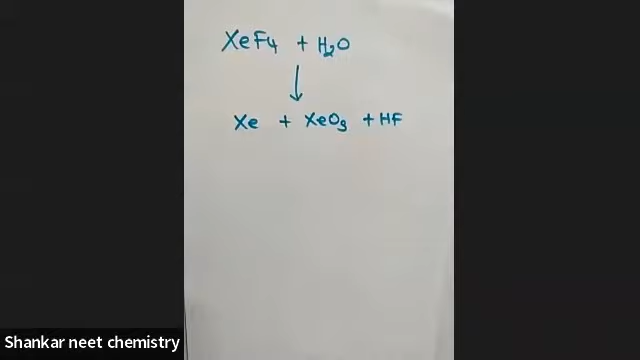 XeF4 + H2O
↓
Xe + XeO3 + HF
Shankar neet chemistry